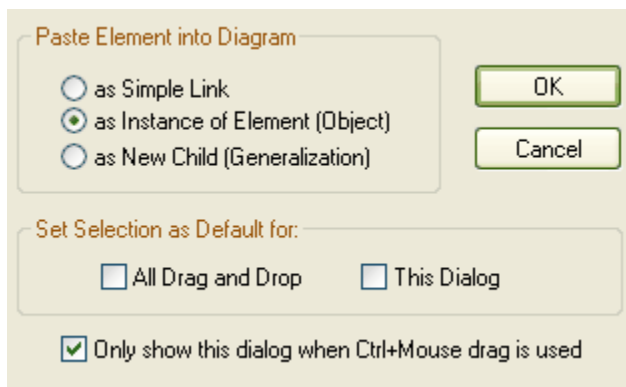 Paste Element into Diagram
as Simple Link
OK
as Instance of Element (Object)
as New Child (Generalization)
Cancel
Set Selection as Default for:
All Drag and Drop
This Dialog
Only show this dialog when Ctrl+Mouse drag is used